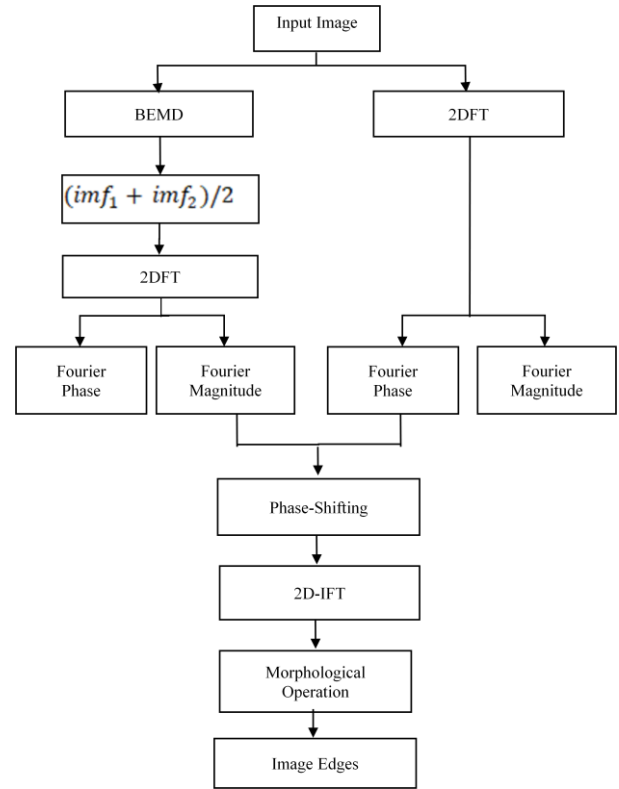 Input Image
BEMD
2DFT
(imf₁ + imf₂)/2
2DFT
Fourier
Phase
Fourier
Magnitude
Fourier
Phase
Fourier
Magnitude
Phase-Shifting
2D-IFT
Morphological
Operation
Image Edges